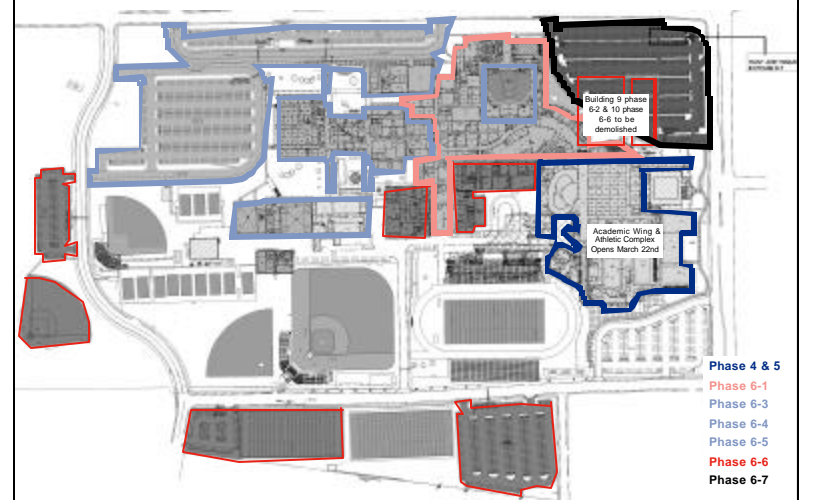 Building 9 phase
6-2 & 10 phase
6-6 to be
demolished
Academic Wing &
Athletic Complex
Opens March 22nd
Phase 4 & 5
Phase 6-1
Phase 6-3
Phase 6-4
Phase 6-5
Phase 6-6
Phase 6-7